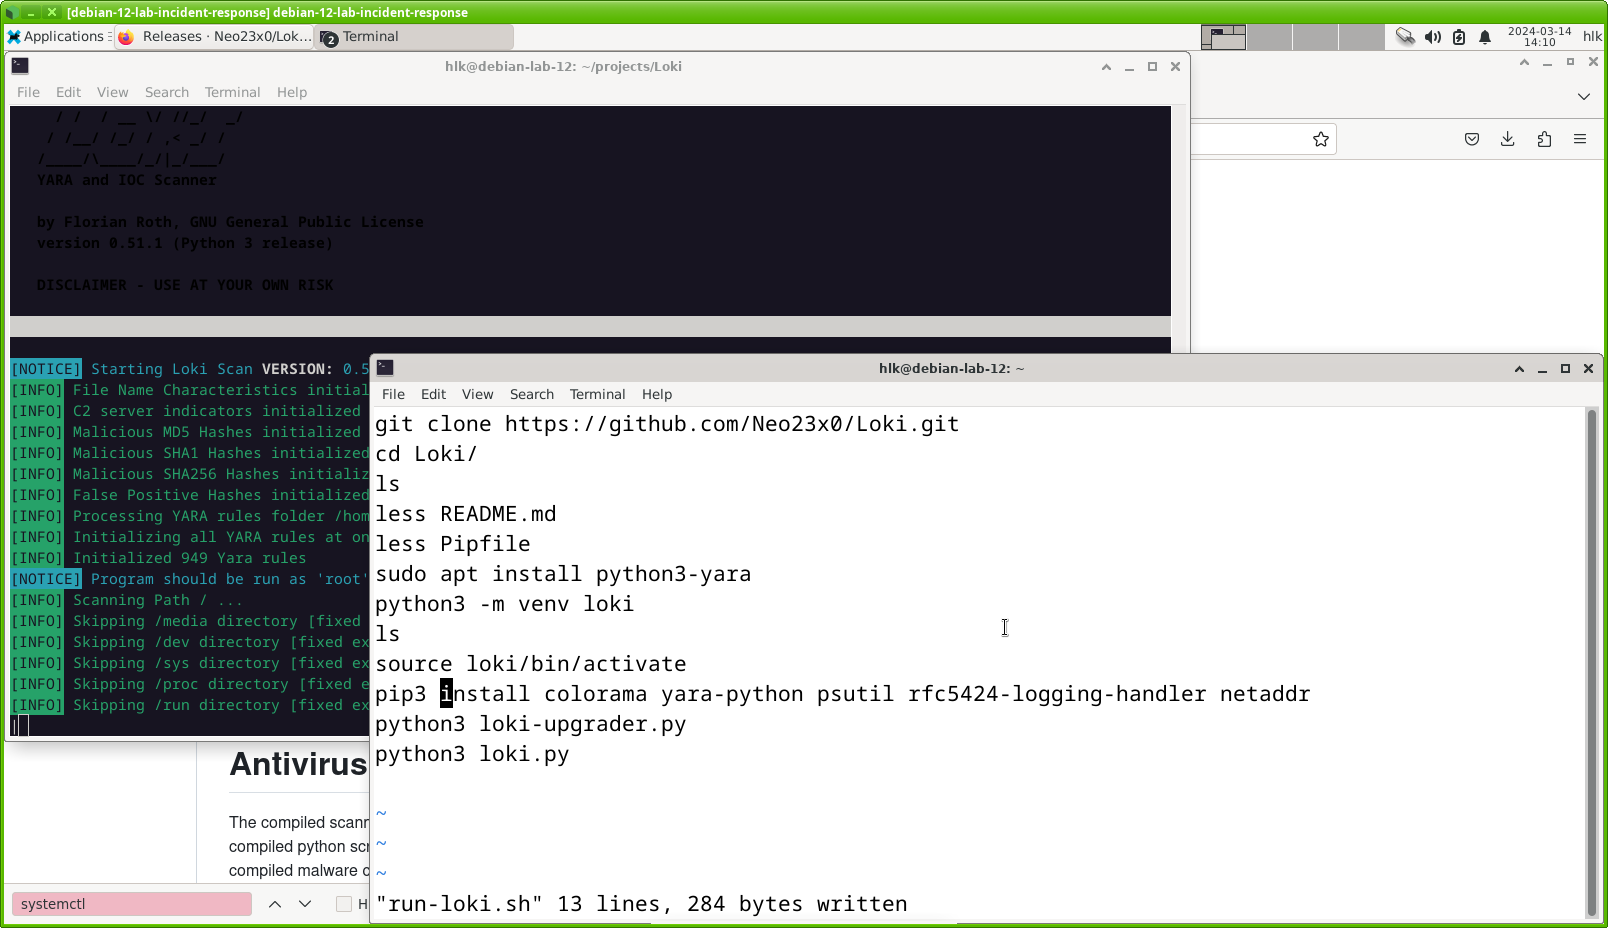 [debian-12-lab-incident-response] debian-12-lab-incident-response
Applications
Releases · Neo23x0/Lok...
2
Terminal
2024-03-14
14:10
hlk
hlk@debian-lab-12: ~/projects/Loki
File Edit View Search Terminal Help
YARA and IOC Scanner
by Florian Roth, GNU General Public License
version 0.51.1 (Python 3 release)
DISCLAIMER - USE AT YOUR OWN RISK
[NOTICE] Starting Loki Scan VERSION: 0.5
[INFO] File Name Characteristics initial
[INFO] C2 server indicators initialized
[INFO] Malicious MD5 Hashes initialized
[INFO] Malicious SHA1 Hashes initialized
[INFO] Malicious SHA256 Hashes initializ
[INFO] False Positive Hashes initialized
[INFO] Processing YARA rules folder /hom
[INFO] Initializing all YARA rules at on
[INFO] Initialized 949 Yara rules
[NOTICE] Program should be run as 'root'
[INFO] Scanning Path / ...
[INFO] Skipping /media directory [fixed
[INFO] Skipping /dev directory [fixed ex
[INFO] Skipping /sys directory [fixed ex
[INFO] Skipping /proc directory [fixed e
[INFO] Skipping /run directory [fixed ex
|
hlk@debian-lab-12: ~
File Edit View Search Terminal Help
git clone https://github.com/Neo23x0/Loki.git
cd Loki/
ls
less README.md
less Pipfile
sudo apt install python3-yara
python3 -m venv loki
ls
source loki/bin/activate
pip3 install colorama yara-python psutil rfc5424-logging-handler netaddr
python3 loki-upgrader.py
python3 loki.py
~
~
~
"run-loki.sh" 13 lines, 284 bytes written
Antivirus
The compiled scann
compiled python scr
compiled malware o
systemctl
H